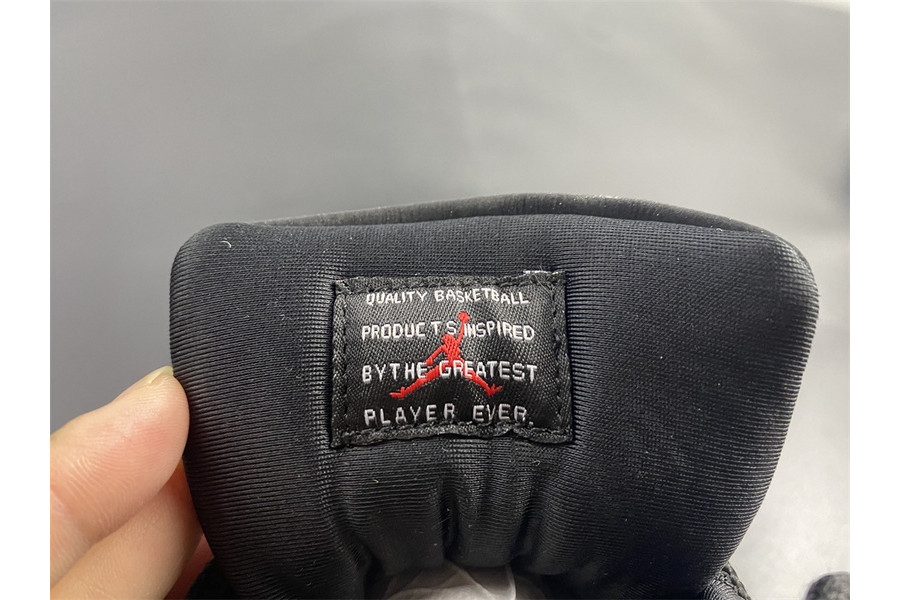 QUALITY BASKETBALL
PRODUCTS INSPIRED
BY THE GREATEST
PLAYER EVER.